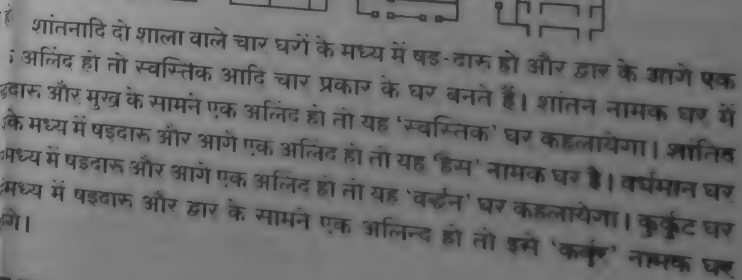 शांतनादि दो शाला वाले चार घरों के मध्य में षड-दारू हो और द्वार के आगे एक
अलिंद हो तो स्वस्तिक आदि चार प्रकार के घर बनते हैं। शांतन नामक घर में
और मुख के सामने एक अलिंद हो तो यह 'स्वस्तिक' घर कहलायेगा। शांतिद
के मध्य में षड्दारू और आगे एक अलिंद हो तो यह 'हंस' नामक घर है। वर्धमान घर
मध्य में षड्दारू और आगे एक अलिंद हो तो यह 'वर्द्धन' घर कहलायेगा। कुर्कुट घर
मध्य में षड्दारू और द्वार के सामने एक अलिन्द हो तो इसे 'कर्बूर' नामक घर